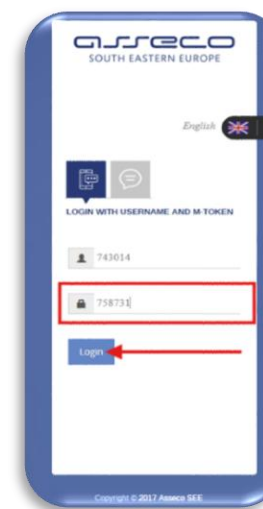 asseco
SOUTH EASTERN EUROPE
English
LOGIN WITH USERNAME AND M-TOKEN
743014
758731
Login
Copyright © 2017 Asseco SEE